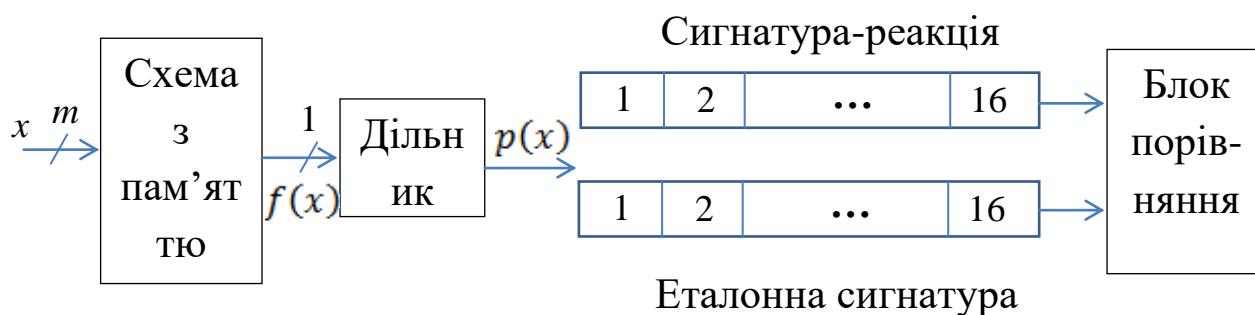 Сигнатура-реакція
x
m
Схема
з
пам’ят
тю
1
f(x)
Дільн
ик
p(x)
1 2 ... 16
1 2 ... 16
Блок
порів-
няння
Еталонна сигнатура